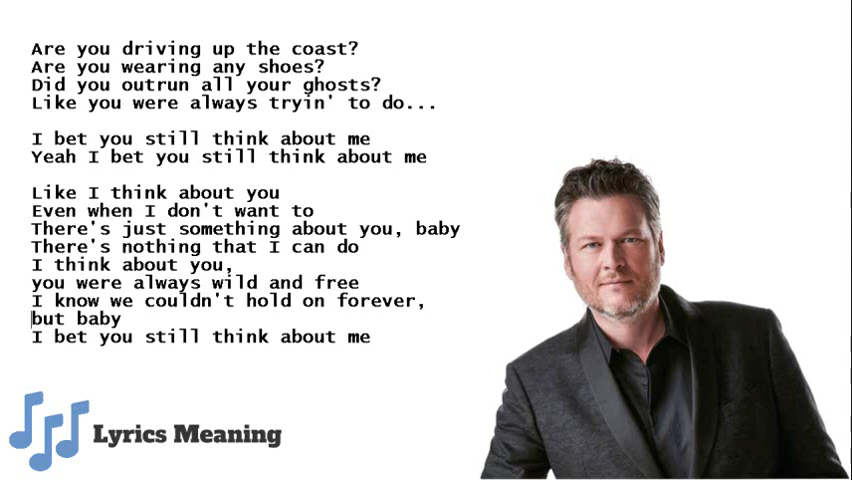 Are you driving up the coast?
Are you wearing any shoes?
Did you outrun all your ghosts?
Like you were always tryin' to do...
I bet you still think about me
Yeah I bet you still think about me
Like I think about you
Even when I don't want to
There's just something about you, baby
There's nothing that I can do
I think about you,
you were always wild and free
I know we couldn't hold on forever,
but baby
I bet you still think about me
Lyrics Meaning